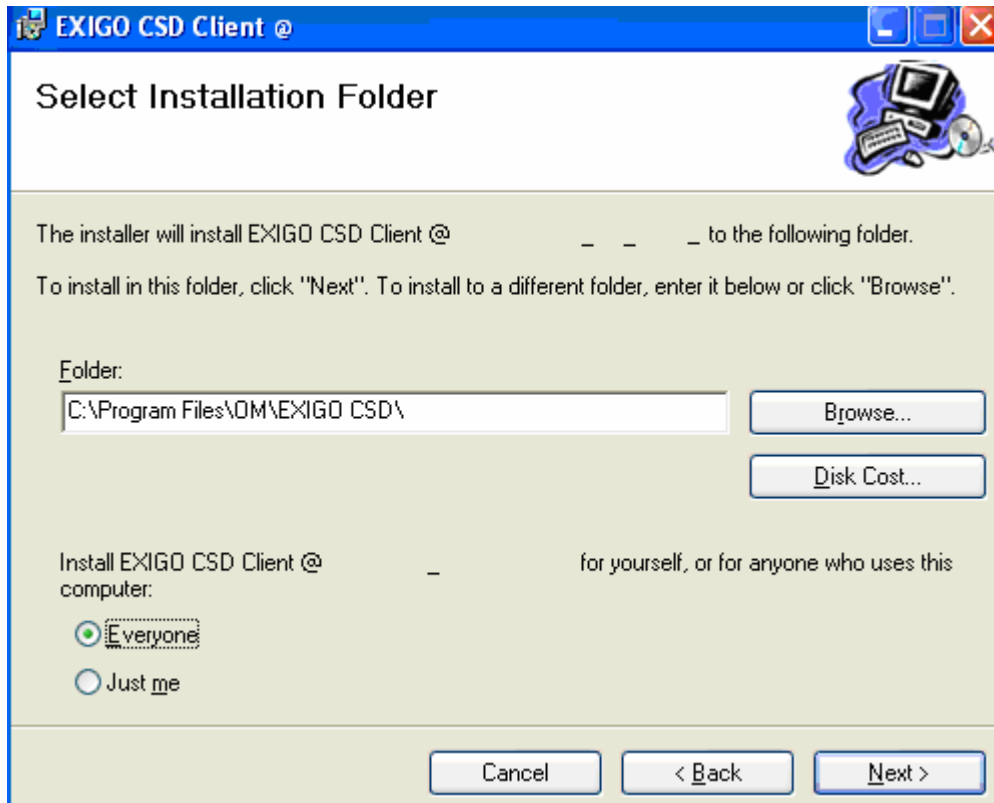 EXIGO CSD Client @
Select Installation Folder
The installer will install EXIGO CSD Client @ _ _ _ to the following folder.
To install in this folder, click "Next". To install to a different folder, enter it below or click "Browse".
Folder:
C:\Program Files\OM\EXIGO CSD\
Browse...
Disk Cost...
Install EXIGO CSD Client @ _ for yourself, or for anyone who uses this
computer:
Everyone
Just me
Cancel
< Back
Next >